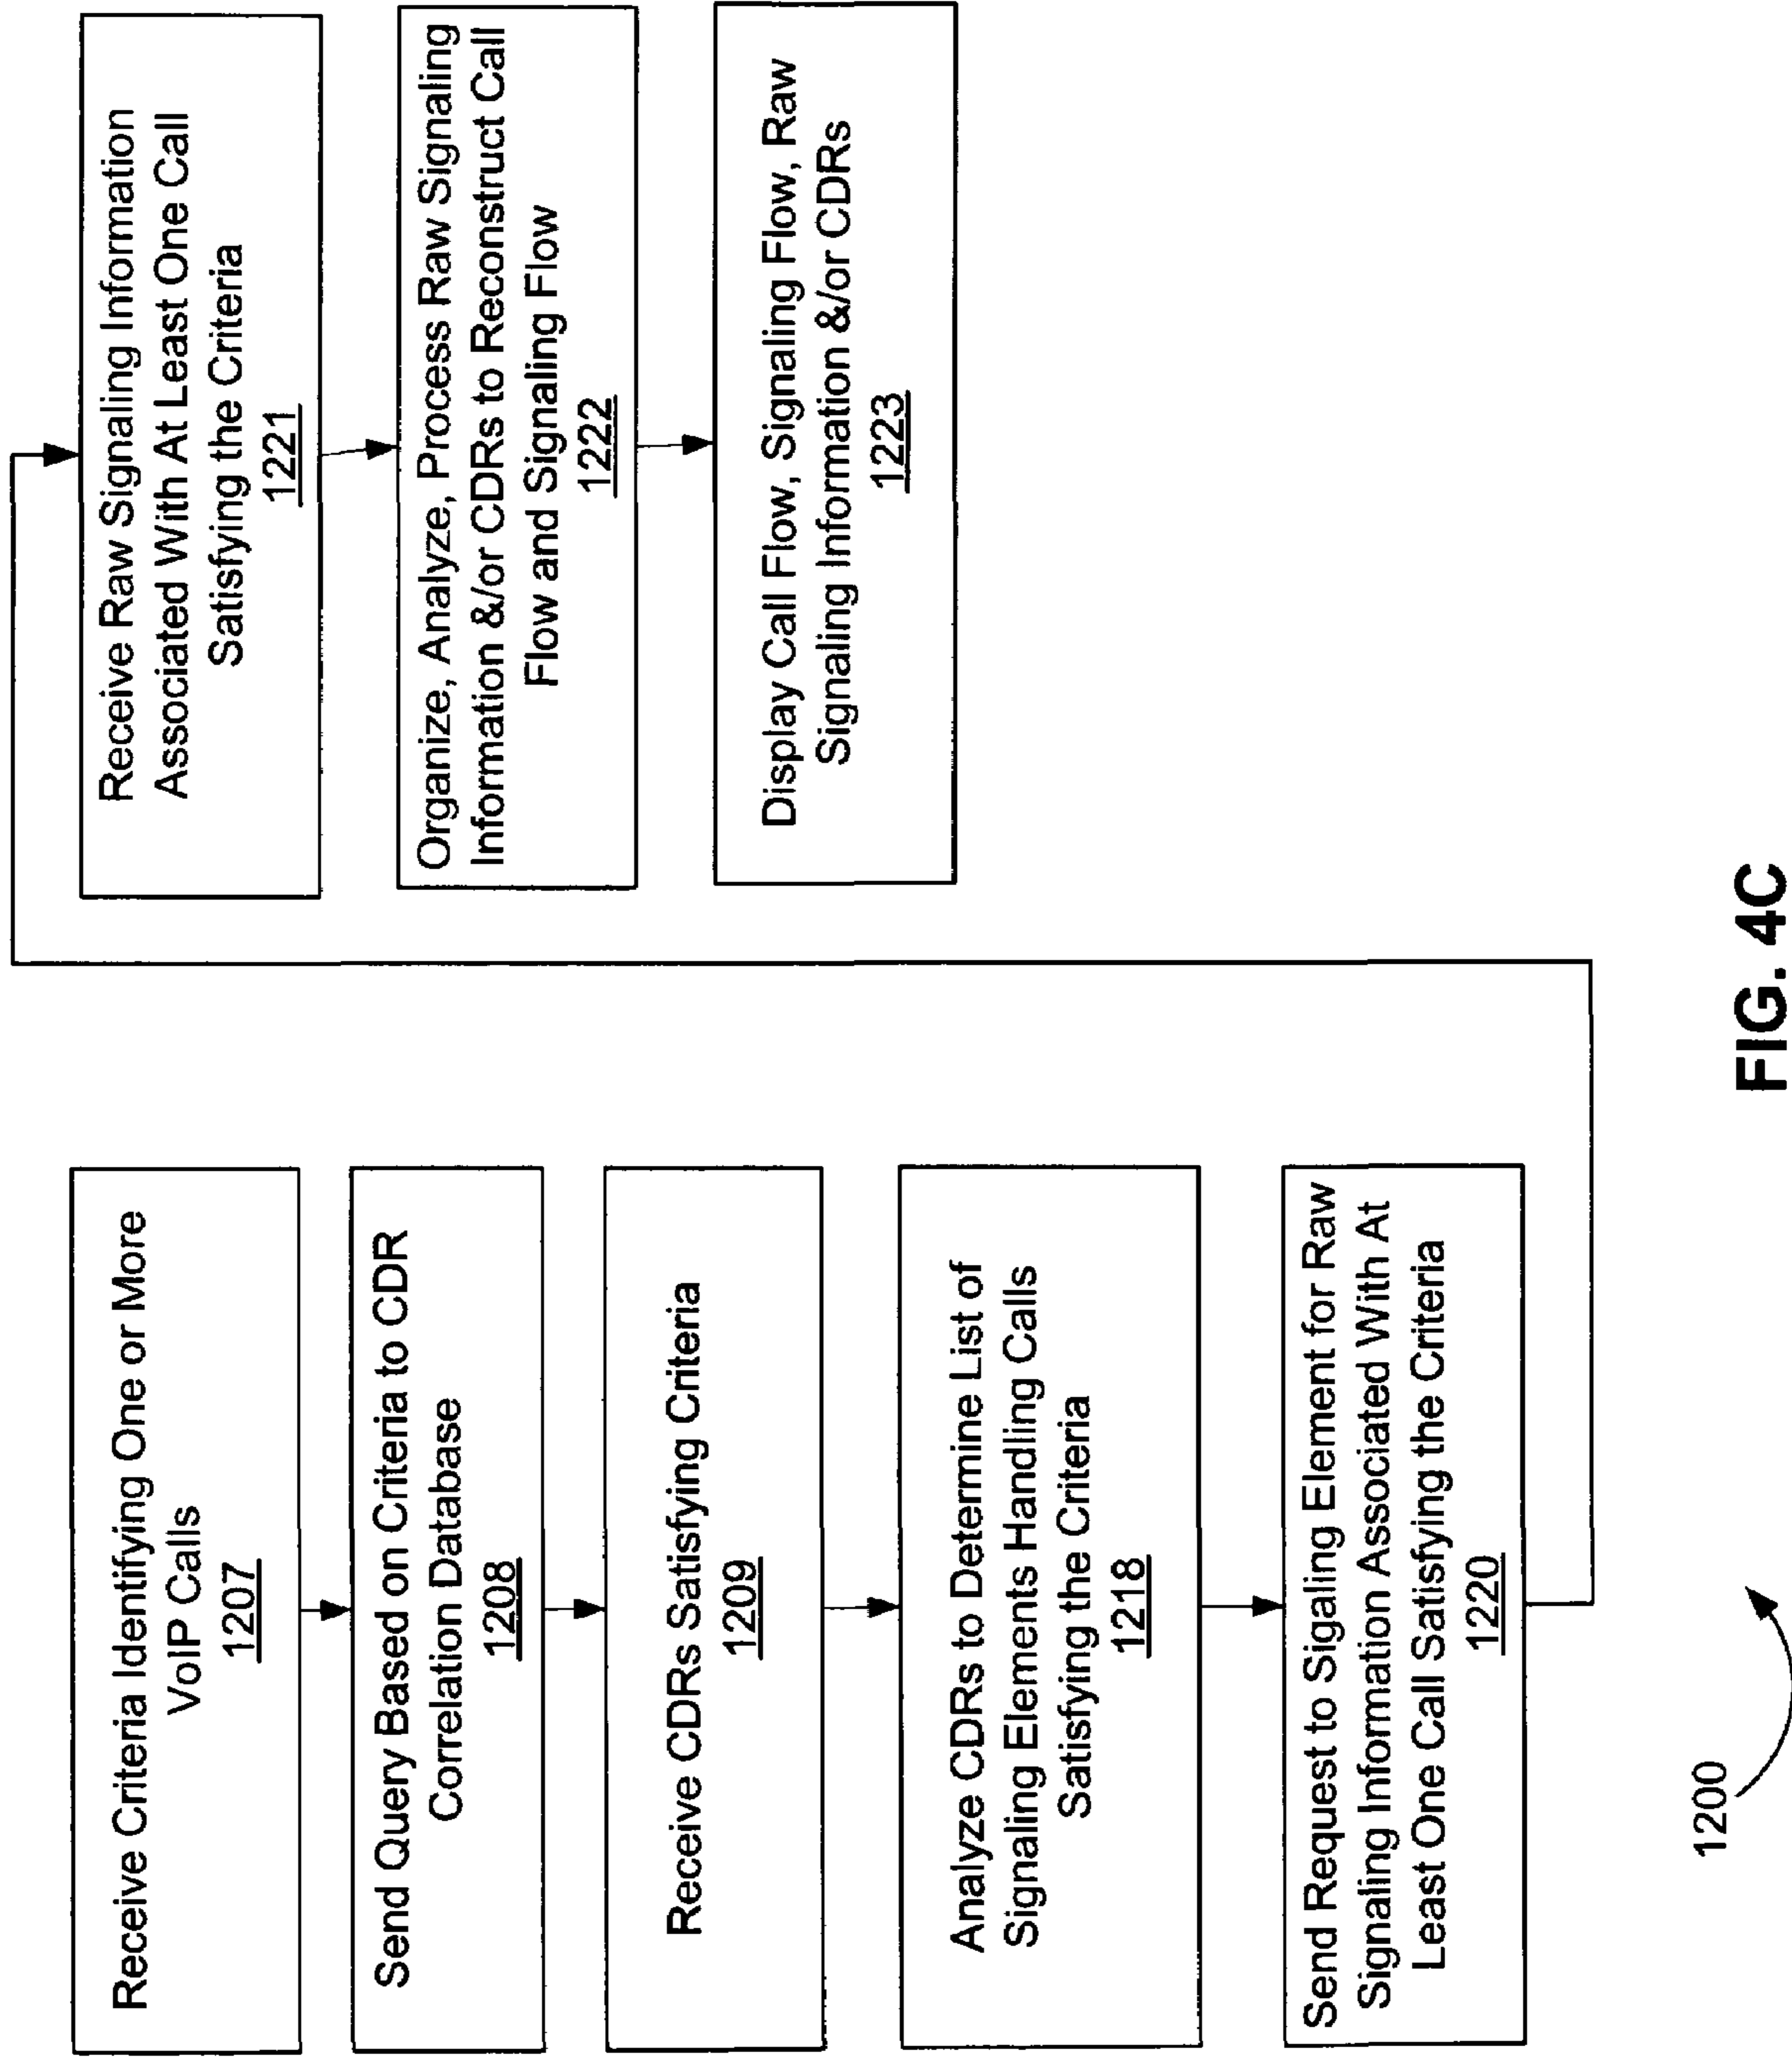 Receive Criteria Identifying One or More
VoIP Calls
1207
Send Query Based on Criteria to CDR
Correlation Database
1208
Receive CDRs Satisfying Criteria
1209
Analyze CDRs to Determine List of
Signaling Elements Handling Calls
Satisfying the Criteria
1218
Send Request to Sigaling Element for Raw
Signaling Information Associated With At
Least One Call Satisfying the Criteria
1220
Receive Raw Signaling Information
Associated With At Least One Call
Satisfying the Criteria
1221
Organize, Analyze, Process Raw Signaling
Information &/or CDRs to Reconstruct Call
Flow and Signaling Flow
1222
Display Call Flow, Signaling Flow, Raw
Signaling Information &/or CDRs
1223
1200
FIG. 4C